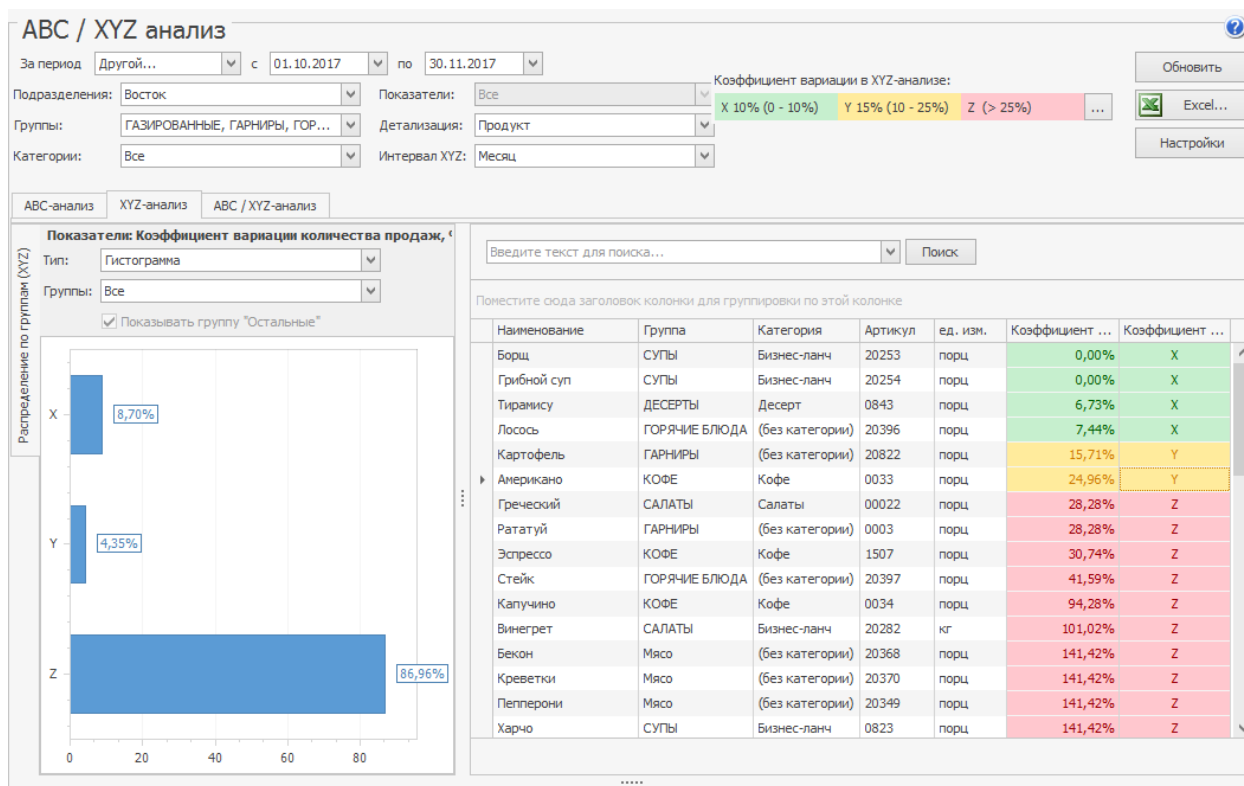 ABC / XYZ анализ
За период Другой... с 01.10.2017 по 30.11.2017
Подразделения: Восток Показатели: Все
Группы: ГАЗИРОВАННЫЕ, ГАРНИРЫ, ГОР... Детализация: Продукт
Категории: Все Интервал XYZ: Месяц
Коэффициент вариации в XYZ-анализе:
X 10% (0 - 10%) Y 15% (10 - 25%) Z (> 25%) ...
Обновить
Excel...
Настройки
ABC-анализ XYZ-анализ ABC / XYZ-анализ
Распределение по группам (XYZ)
Показатели: Коэффициент вариации количества продаж,
Тип: Гистограмма
Группы: Все
Показывать группу "Остальные"
X 8,70%
Y 4,35%
Z 86,96%
0 20 40 60 80
Введите текст для поиска... Поиск
Поместите сюда заголовок колонки для группировки по этой колонке
Наименование Группа Категория Артикул ед. изм. Коэффициент ... Коэффициент ...
Борщ СУПЫ Бизнес-ланч 20253 порц 0,00% X
Грибной суп СУПЫ Бизнес-ланч 20254 порц 0,00% X
Тирамису ДЕСЕРТЫ Десерт 0843 порц 6,73% X
Лосось ГОРЯЧИЕ БЛЮДА (без категории) 20396 порц 7,44% X
Картофель ГАРНИРЫ (без категории) 20822 порц 15,71% Y
Американо КОФЕ Кофе 0033 порц 24,96% Y
Греческий САЛАТЫ Салаты 00022 порц 28,28% Z
Рататуй ГАРНИРЫ (без категории) 0003 порц 28,28% Z
Эспрессо КОФЕ Кофе 1507 порц 30,74% Z
Стейк ГОРЯЧИЕ БЛЮДА (без категории) 20397 порц 41,59% Z
Капучино КОФЕ Кофе 0034 порц 94,28% Z
Винегрет САЛАТЫ Бизнес-ланч 20282 кг 101,02% Z
Бекон Мясо (без категории) 20368 порц 141,42% Z
Креветки Мясо (без категории) 20370 порц 141,42% Z
Пепперони Мясо (без категории) 20349 порц 141,42% Z
Харчо СУПЫ Бизнес-ланч 0823 порц 141,42% Z